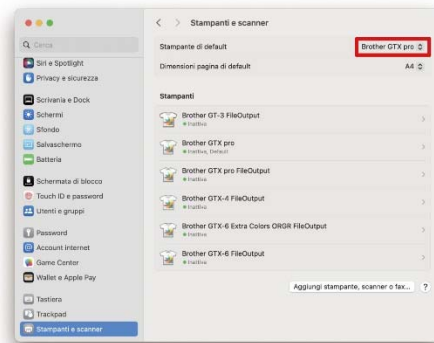 Stampanti e scanner
Cerca
Siri e Spotlight
Privacy e sicurezza
Scrivania e Dock
Schermi
Sfondo
Salvaschermo
Batteria
Schermata di blocco
Touch ID e password
Utenti e gruppi
Password
Account internet
Game Center
Wallet e Apple Pay
Tastiera
Trackpad
Stampanti e scanner
Stampante di default Brother GTX pro
Dimensioni pagina di default A4
Stampanti
Brother GT-3 FileOutput
Inattiva
Brother GTX pro
Inattiva, Default
Brother GTX pro FileOutput
Inattiva
Brother GTX-4 FileOutput
Inattiva
Brother GTX-6 Extra Colors ORGR FileOutput
Inattiva
Brother GTX-6 FileOutput
Inattiva
Aggiungi stampante, scanner o fax... ?